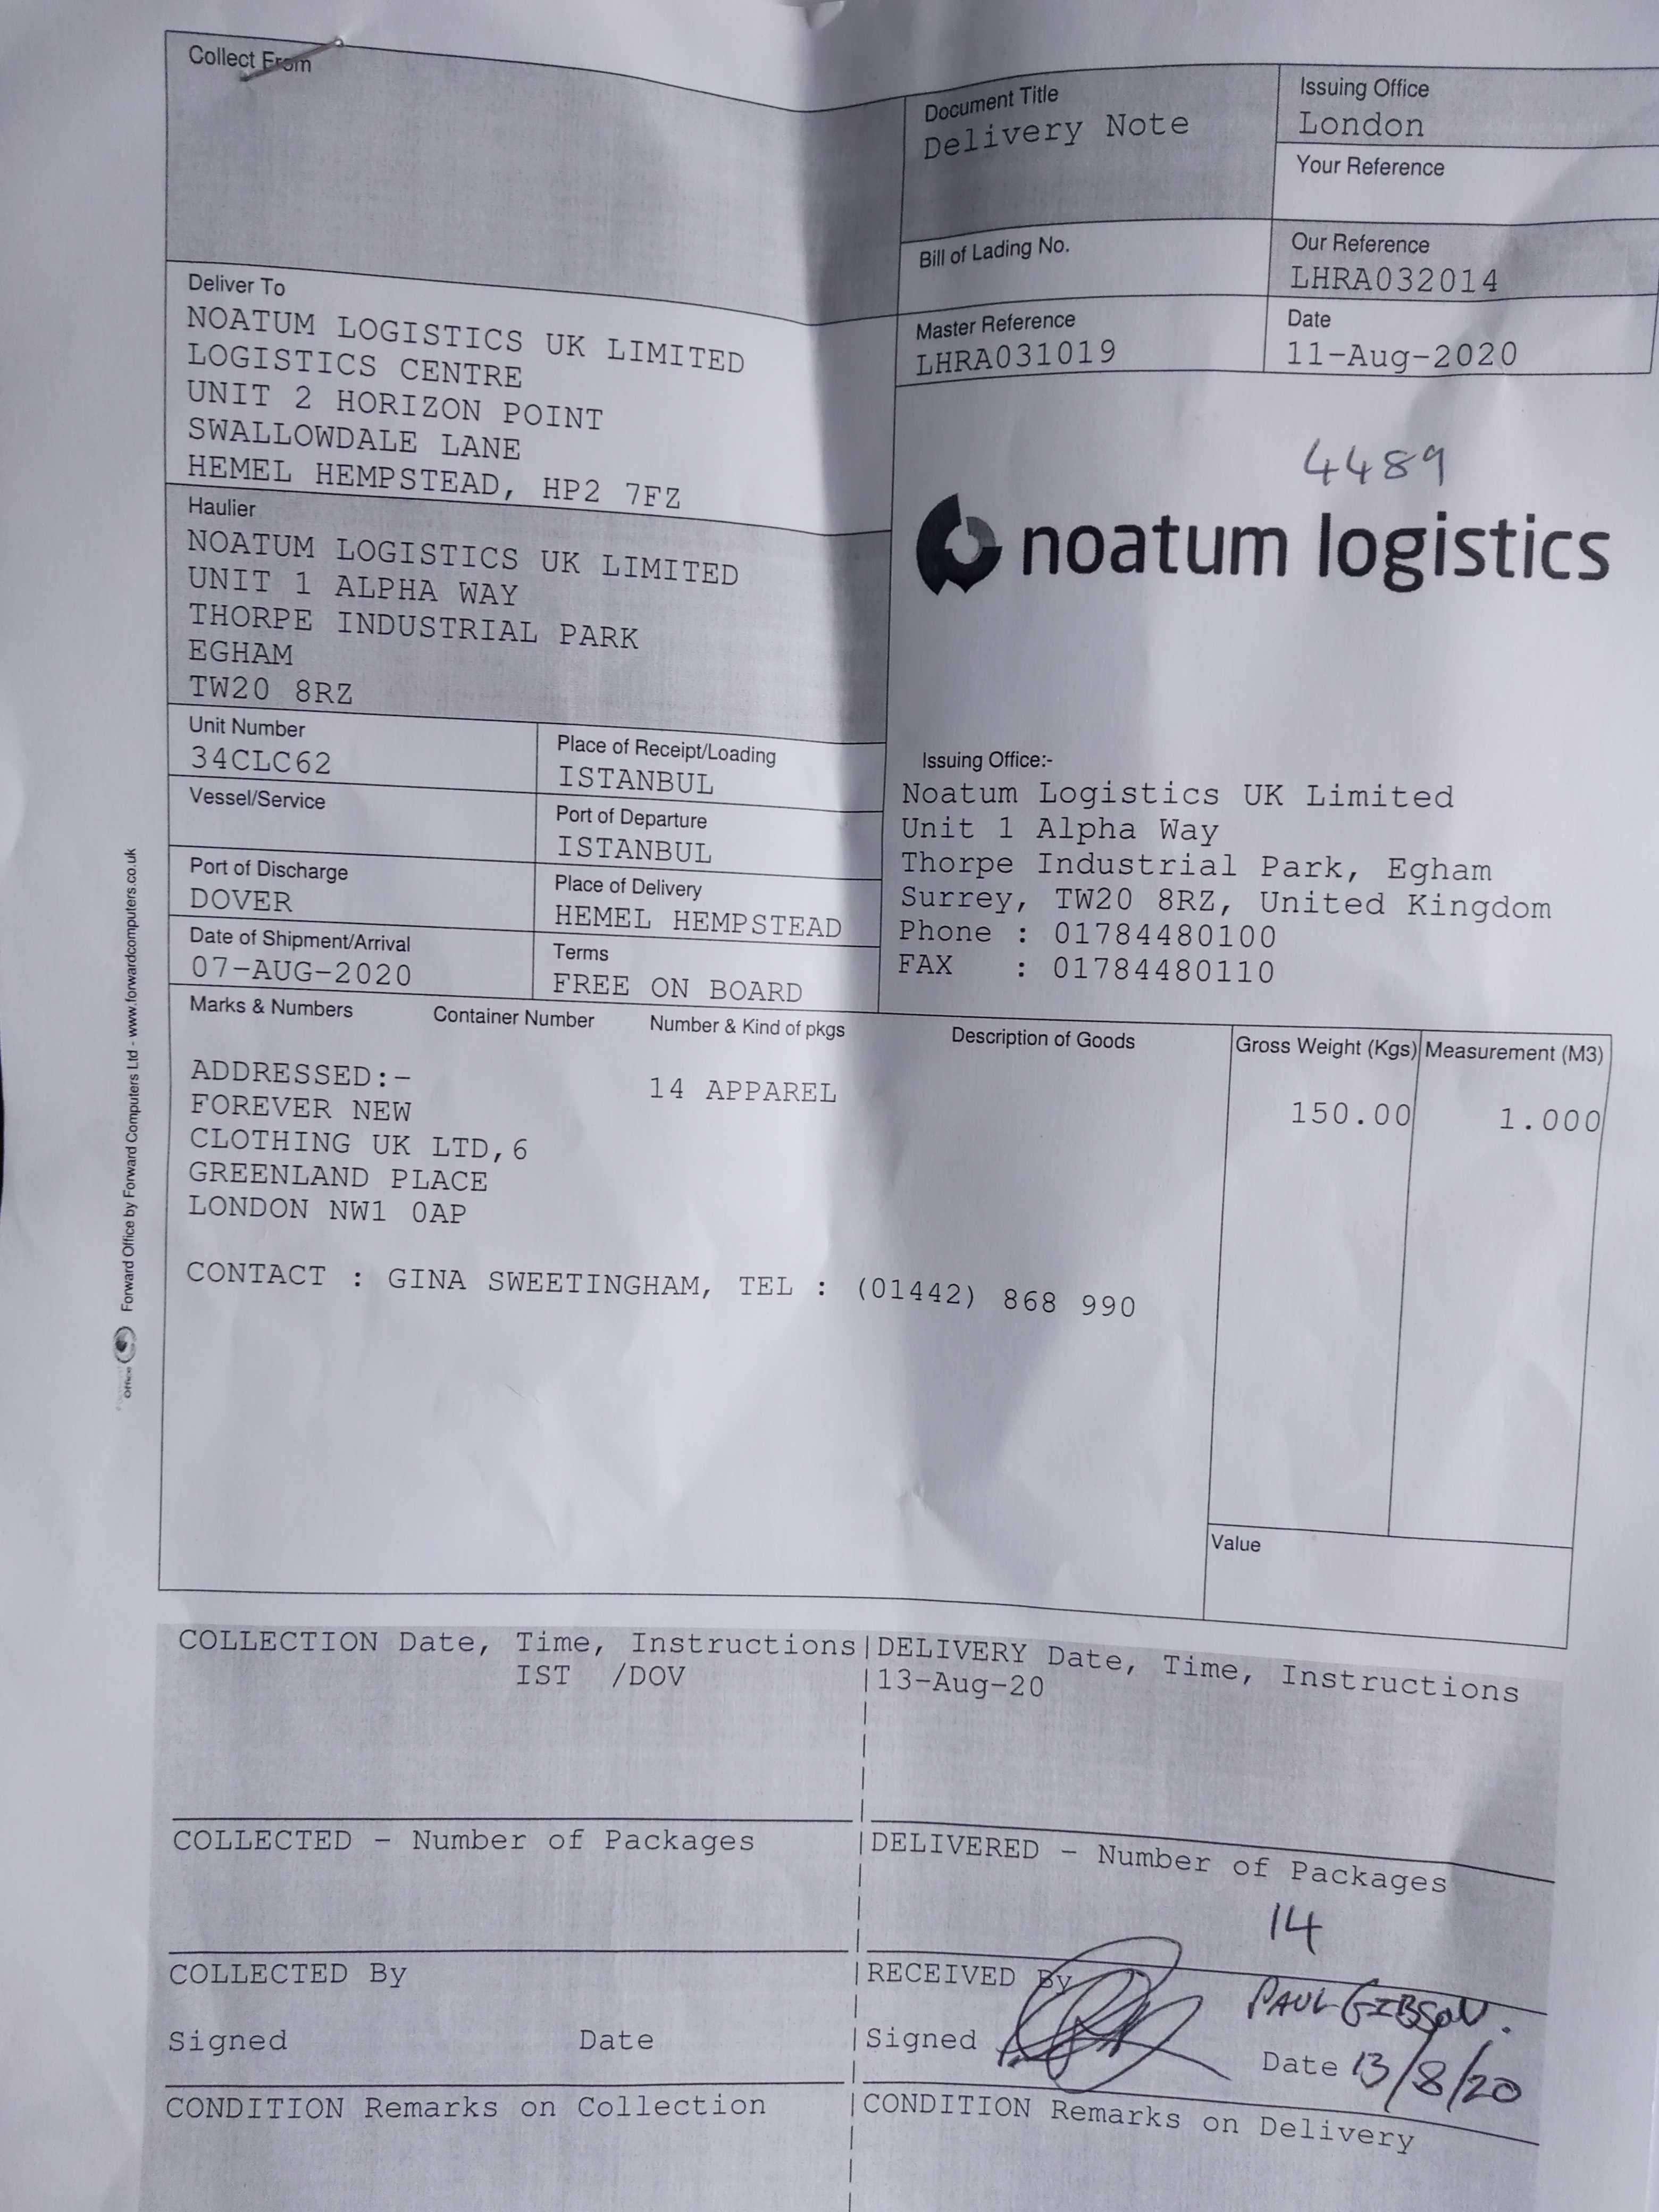 Collect From
Document Title
Delivery Note
Issuing Office
London
Your Reference
Bill of Lading No.
Our Reference
LHRA032014
Master Reference
LHRA031019
Date
11-Aug-2020
Deliver To
NOATUM LOGISTICS UK LIMITED
LOGISTICS CENTRE
UNIT 2 HORIZON POINT
SWALLOWDALE LANE
HEMEL HEMPSTEAD, HP2 7FZ
4489
noatum logistics
Haulier
NOATUM LOGISTICS UK LIMITED
UNIT 1 ALPHA WAY
THORPE INDUSTRIAL PARK
EGHAM
TW20 8RZ
Unit Number
34CLC62
Place of Receipt/Loading
ISTANBUL
Vessel/Service
Port of Departure
ISTANBUL
Port of Discharge
DOVER
Place of Delivery
HEMEL HEMPSTEAD
Date of Shipment/Arrival
07-AUG-2020
Terms
FREE ON BOARD
Issuing Office:-
Noatum Logistics UK Limited
Unit 1 Alpha Way
Thorpe Industrial Park, Egham
Surrey, TW20 8RZ, United Kingdom
Phone : 01784480100
FAX : 01784480110
Marks & Numbers Container Number Number & Kind of pkgs Description of Goods Gross Weight (Kgs) Measurement (M3)
ADDRESSED:- 14 APPAREL 150.00 1.000
FOREVER NEW
CLOTHING UK LTD,6
GREENLAND PLACE
LONDON NW1 0AP
CONTACT : GINA SWEETINGHAM, TEL : (01442) 868 990
Value
Office Forward Office by Forward Computers Ltd - www.forwardcomputers.co.uk
COLLECTION Date, Time, Instructions|DELIVERY Date, Time, Instructions
IST /DOV |13-Aug-20
COLLECTED - Number of Packages |DELIVERED - Number of Packages
14
COLLECTED By |RECEIVED By PAUL GIBSON.
Signed Date |Signed Date 13/8/20
CONDITION Remarks on Collection |CONDITION Remarks on Delivery